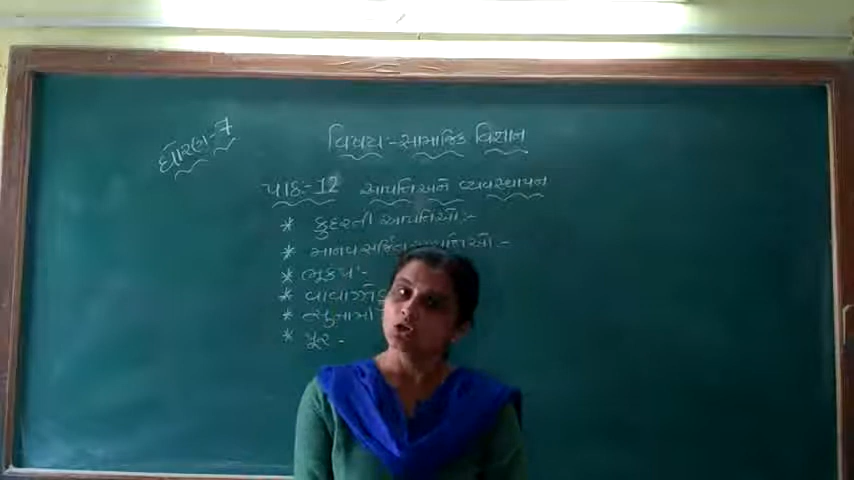 ધોરણ:- 7
વિષય:- સામાજિક વિજ્ઞાન
પાઠ:- 12 આપત્તિ અને વ્યવસ્થાપન
* કુદરતી આપત્તિઓ :-
* માનવસર્જિત આપત્તિઓ :-
* ભૂકંપ :-
* વાવાઝોડુ
* ત્સુનામી
* પૂર :-